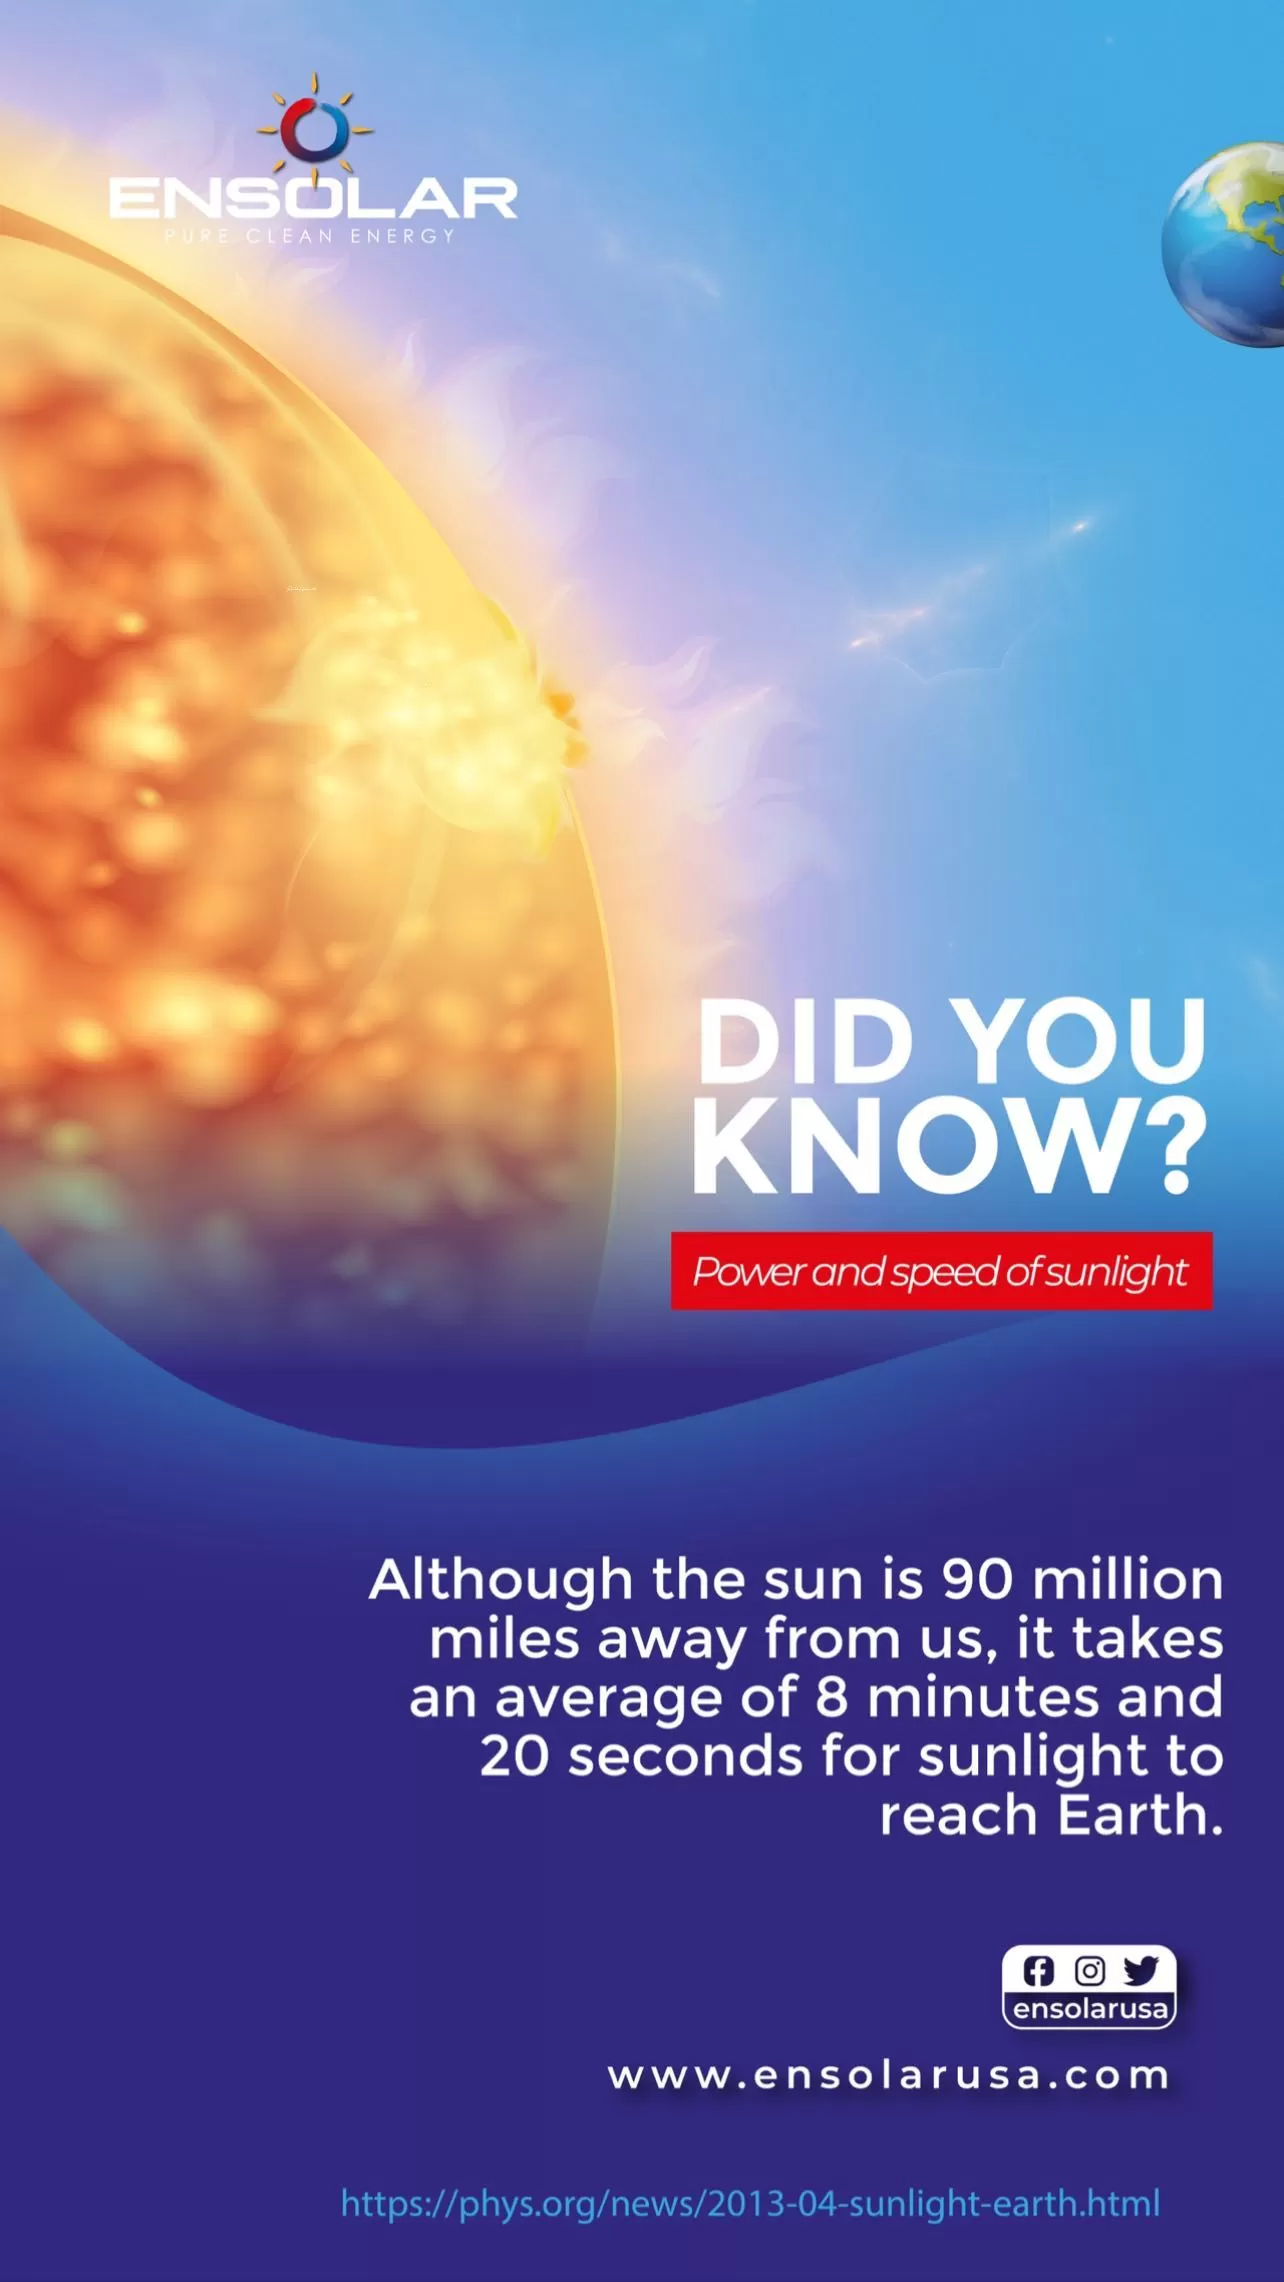 ENSOLAR
PURE CLEAN ENERGY
DID YOU
KNOW?
Power and speed of sunlight
Although the sun is 90 million
miles away from us, it takes
an average of 8 minutes and
20 seconds for sunlight to
reach Earth.
ensolarusa
www.ensolarusa.com
https://phys.org/news/2013-04-sunlight-earth.html